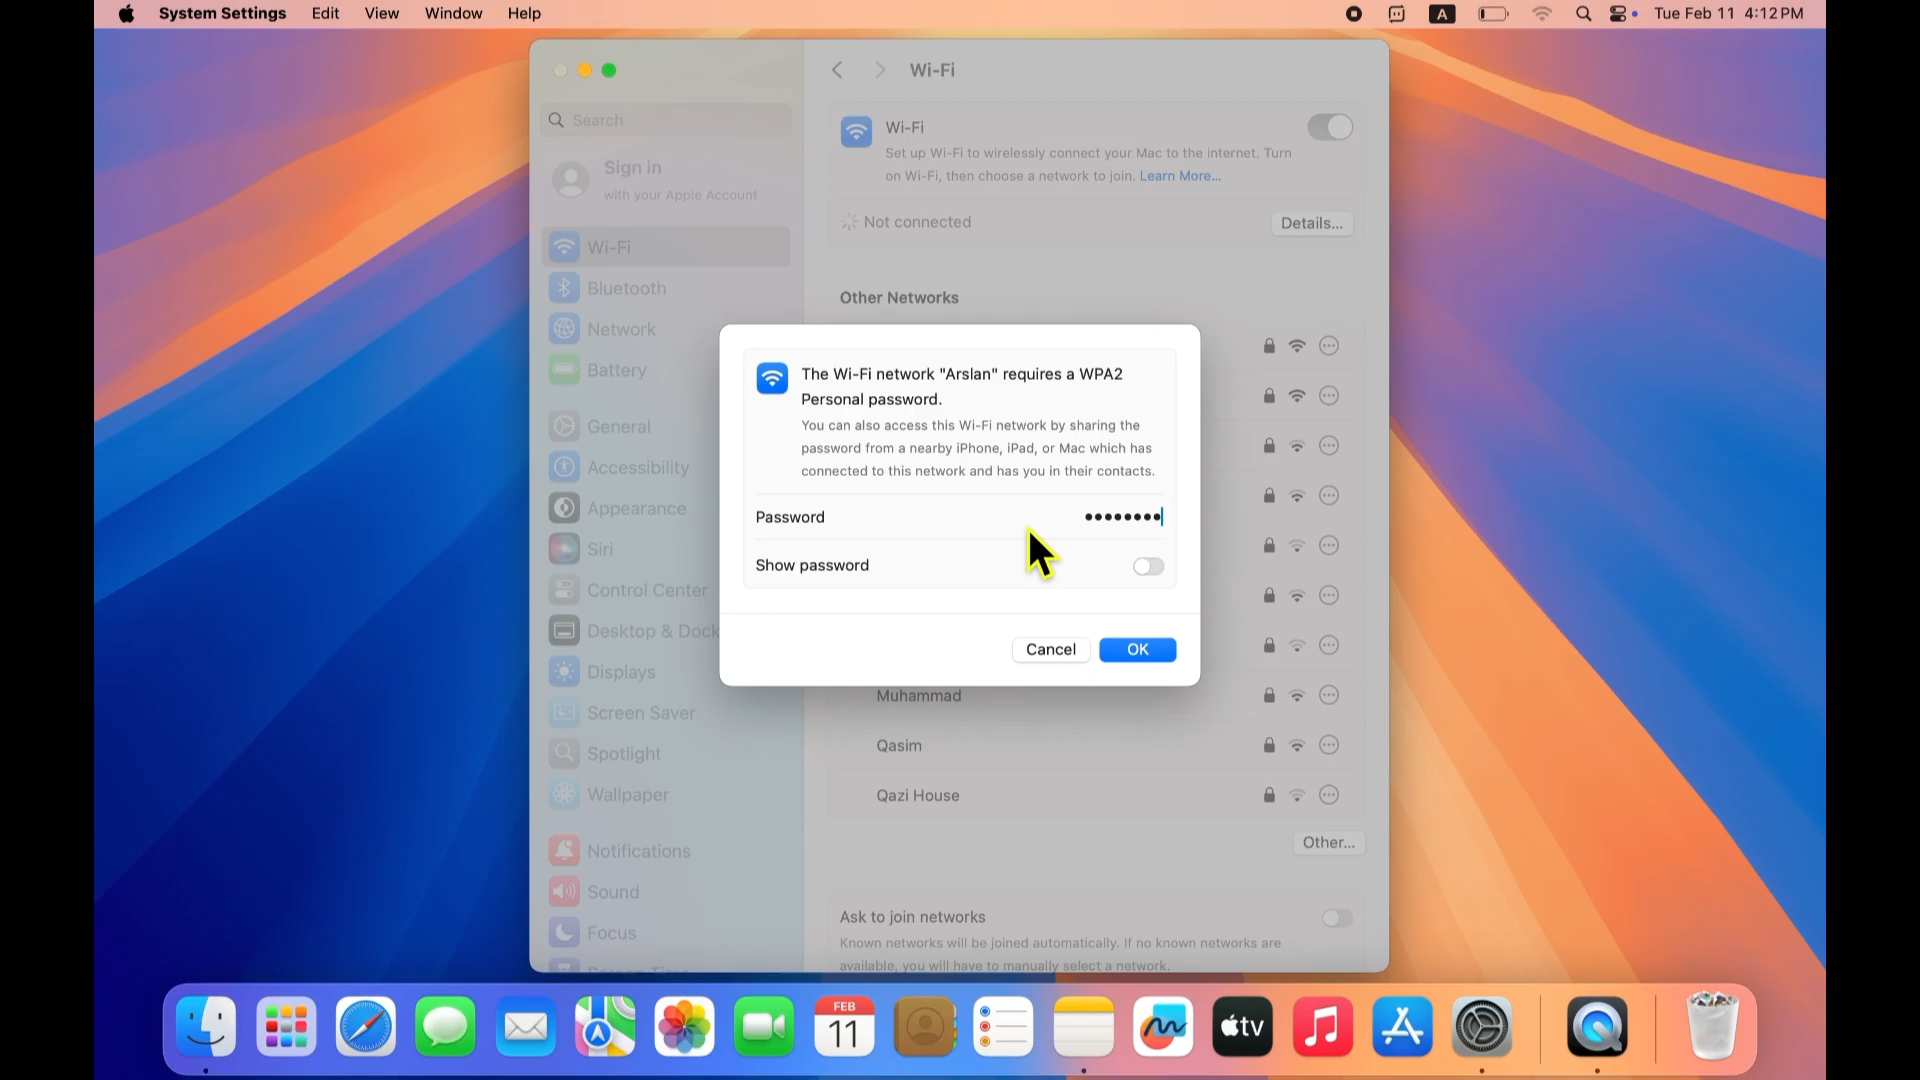 System Settings Edit View Window Help
A
Tue Feb 11 4:12 PM
Wi-Fi
Search
Sign in
with your Apple Account
Wi-Fi
Bluetooth
Network
Battery
General
Accessibility
Appearance
Siri
Control Center
Desktop & Dock
Displays
Screen Saver
Spotlight
Wallpaper
Notifications
Sound
Focus
Wi-Fi
Set up Wi-Fi to wirelessly connect your Mac to the internet. Turn
on Wi-Fi, then choose a network to join. Learn More...
Not connected
Details...
Other Networks
The Wi-Fi network "Arslan" requires a WPA2
Personal password.
You can also access this Wi-Fi network by sharing the
password from a nearby iPhone, iPad, or Mac which has
connected to this network and has you in their contacts.
Password ••••••••
Show password
Cancel OK
Muhammad
Qasim
Qazi House
Other...
Ask to join networks
Known networks will be joined automatically. If no known networks are
available, you will have to manually select a network.
FEB
11
tv